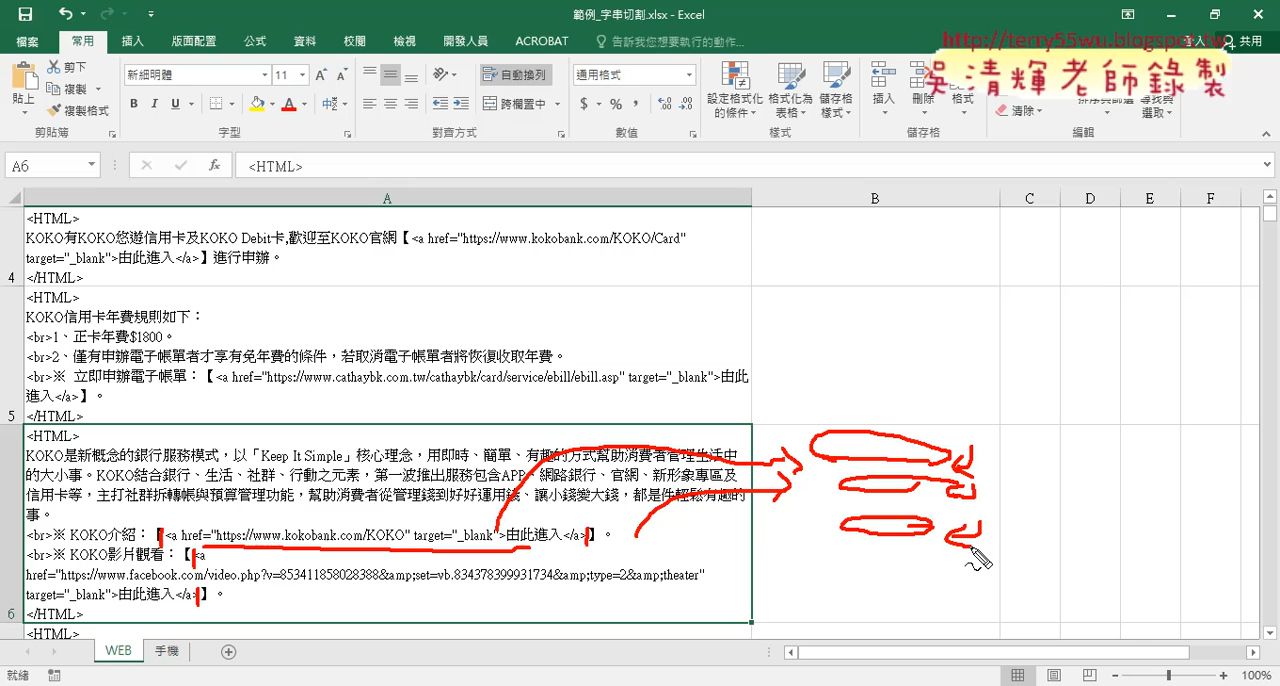 範例_字串切割.xlsx - Excel
檔案 常用 插入 版面配置 公式 資料 校閱 檢視 開發人員 ACROBAT 告訴我您想要執行的動作... 登入 共用
http://terry55wu.blogspot.tw
吳清輝老師錄製
貼上 剪下 複製 複製格式
新細明體 11
自動換列
跨欄置中
通用格式
設定格式化的條件 格式化為表格 儲存格樣式
插入 刪除 格式
清除 選取
剪貼簿 字型 對齊方式 數值 樣式 儲存格 編輯
A6 fx <HTML>
A B C D E F
<HTML>
KOKO有KOKO您遊信用卡及KOKO Debit卡,歡迎至KOKO官網【<a href="https://www.kokobank.com/KOKO/Card"
target="_blank">由此進入</a>】進行申辦。
4 </HTML>
<HTML>
KOKO信用卡年費規則如下：
<br>1、正卡年費$1800。
<br>2、僅有申辦電子帳單者才享有免年費的條件，若取消電子帳單者將恢復收取年費。
<br>※ 立即申辦電子帳單：【<a href="https://www.cathaybk.com.tw/cathaybk/card/service/ebill/ebill.asp" target="_blank">由此
進入</a>】。
5 </HTML>
<HTML>
KOKO是新概念的銀行服務模式，以「Keep It Simple」核心理念，用即時、簡單、有趣的方式幫助消費者管理生活中
的大小事。KOKO結合銀行、生活、社群、行動之元素，第一波推出服務包含APP、網路銀行、官網、新形象專區及
信用卡等，主打社群間轉帳與預算管理功能，幫助消費者從管理錢到好好運用錢、讓小錢變大錢，都是件輕鬆有趣的
事。
<br>※ KOKO介紹：【<a href="https://www.kokobank.com/KOKO" target="_blank">由此進入</a>】。
<br>※ KOKO影片觀看：【<a
href="https://www.facebook.com/video.php?v=853411858028388&amp;set=vb.834378399931734&amp;type=2&amp;theater"
target="_blank">由此進入</a>】。
6 </HTML>
<HTML>
WEB 手機
就緒 100%